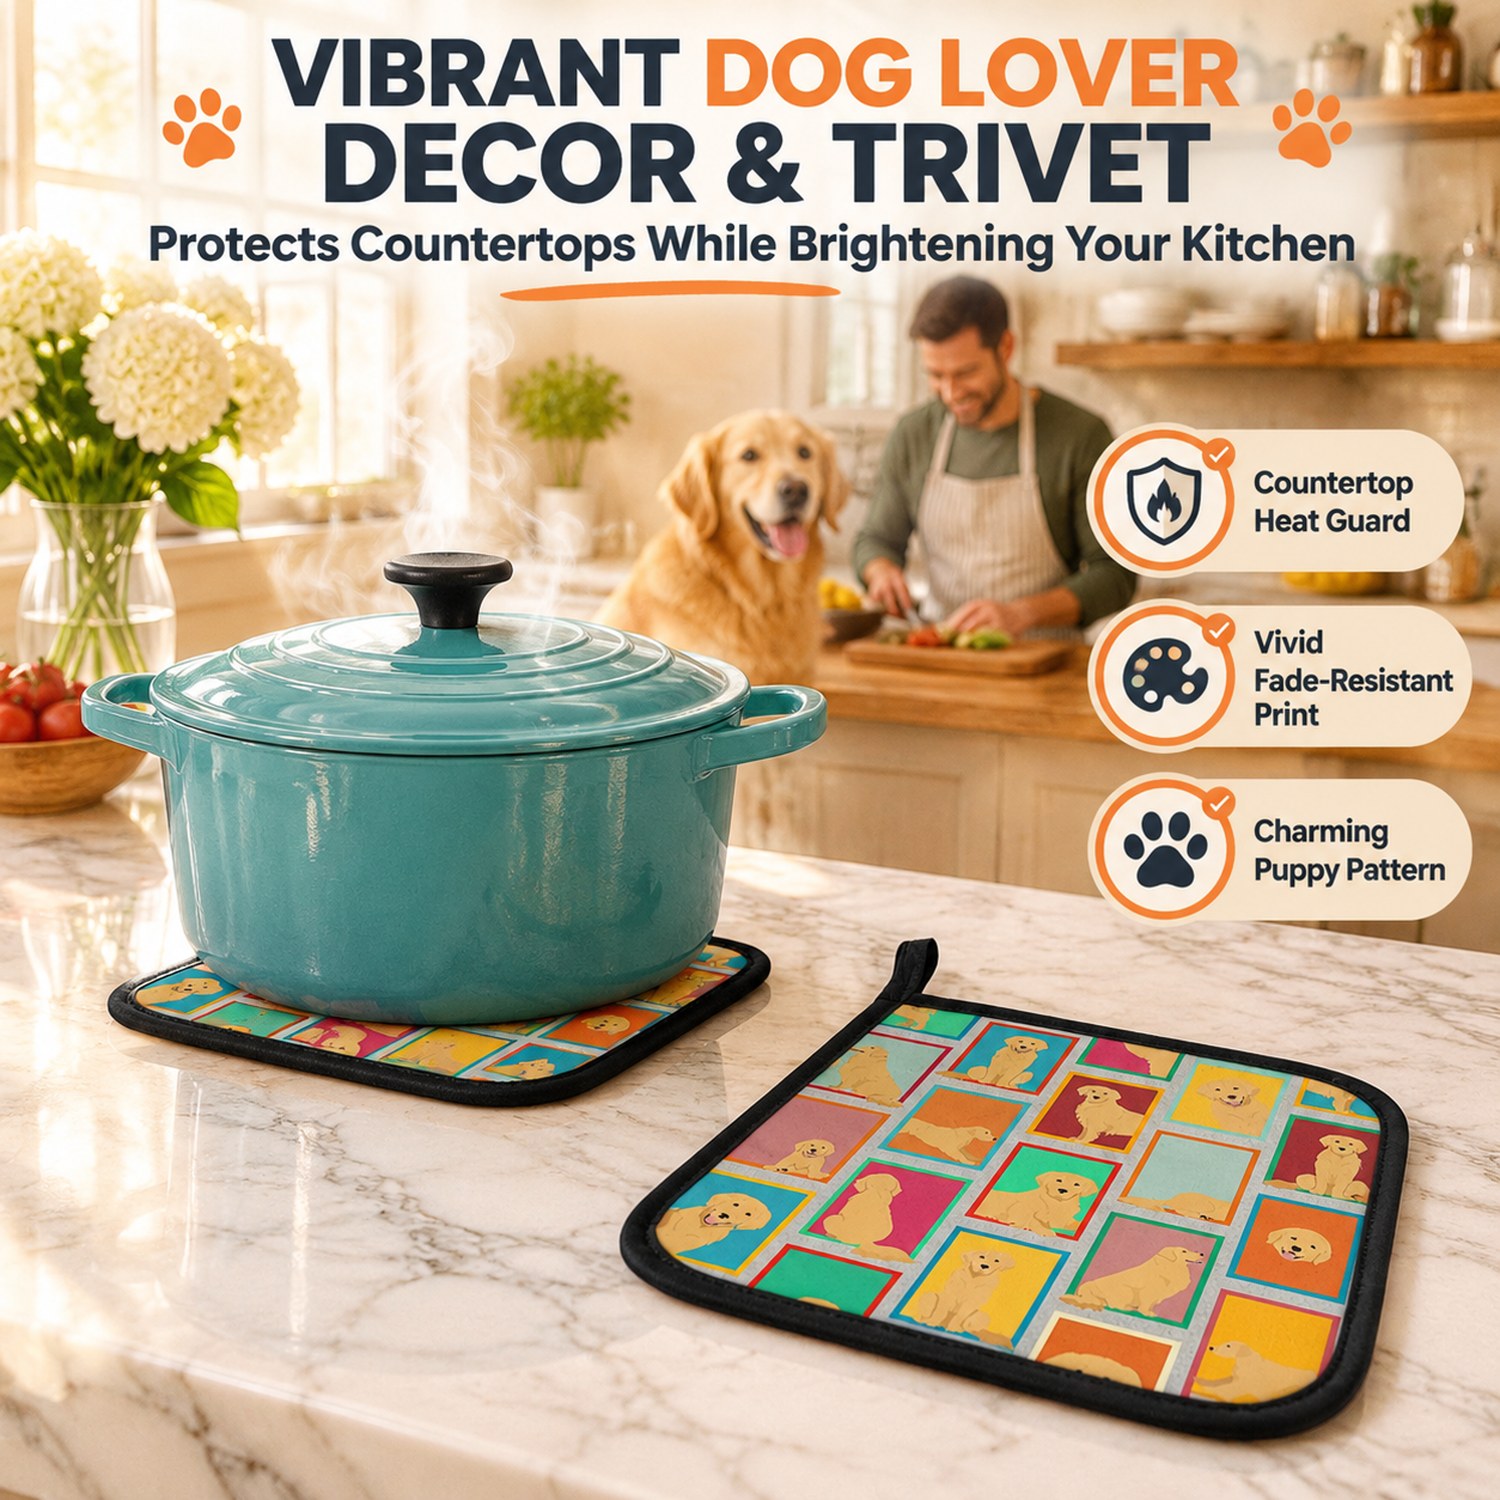 VIBRANT DOG LOVER
DECOR & TRIVET
Protects Countertops While Brightening Your Kitchen
Countertop
Heat Guard
Vivid
Fade-Resistant
Print
Charming
Puppy Pattern